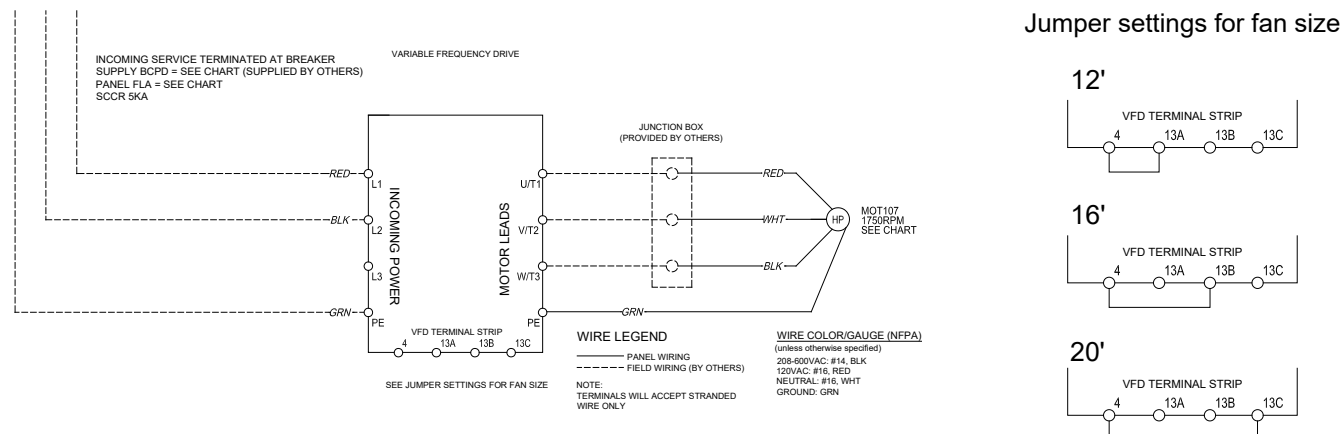 Jumper settings for fan size
INCOMING SERVICE TERMINATED AT BREAKER
SUPPLY BCPD = SEE CHART (SUPPLIED BY OTHERS)
PANEL FLA = SEE CHART
SCCR 5KA
VARIABLE FREQUENCY DRIVE
JUNCTION BOX
(PROVIDED BY OTHERS)
RED
L1
BLK
L2
L3
GRN
PE
INCOMING POWER
MOTOR LEADS
U/T1
V/T2
W/T3
PE
RED
WHT
BLK
GRN
HP
MOT107
1750RPM
SEE CHART
VFD TERMINAL STRIP
4 13A 13B 13C
SEE JUMPER SETTINGS FOR FAN SIZE
WIRE LEGEND
PANEL WIRING
FIELD WIRING (BY OTHERS)
NOTE:
TERMINALS WILL ACCEPT STRANDED
WIRE ONLY
WIRE COLOR/GAUGE (NFPA)
(unless otherwise specified)
208-600VAC: #14, BLK
120VAC: #16, RED
NEUTRAL: #16, WHT
GROUND: GRN
12'
VFD TERMINAL STRIP
4 13A 13B 13C
16'
VFD TERMINAL STRIP
4 13A 13B 13C
20'
VFD TERMINAL STRIP
4 13A 13B 13C